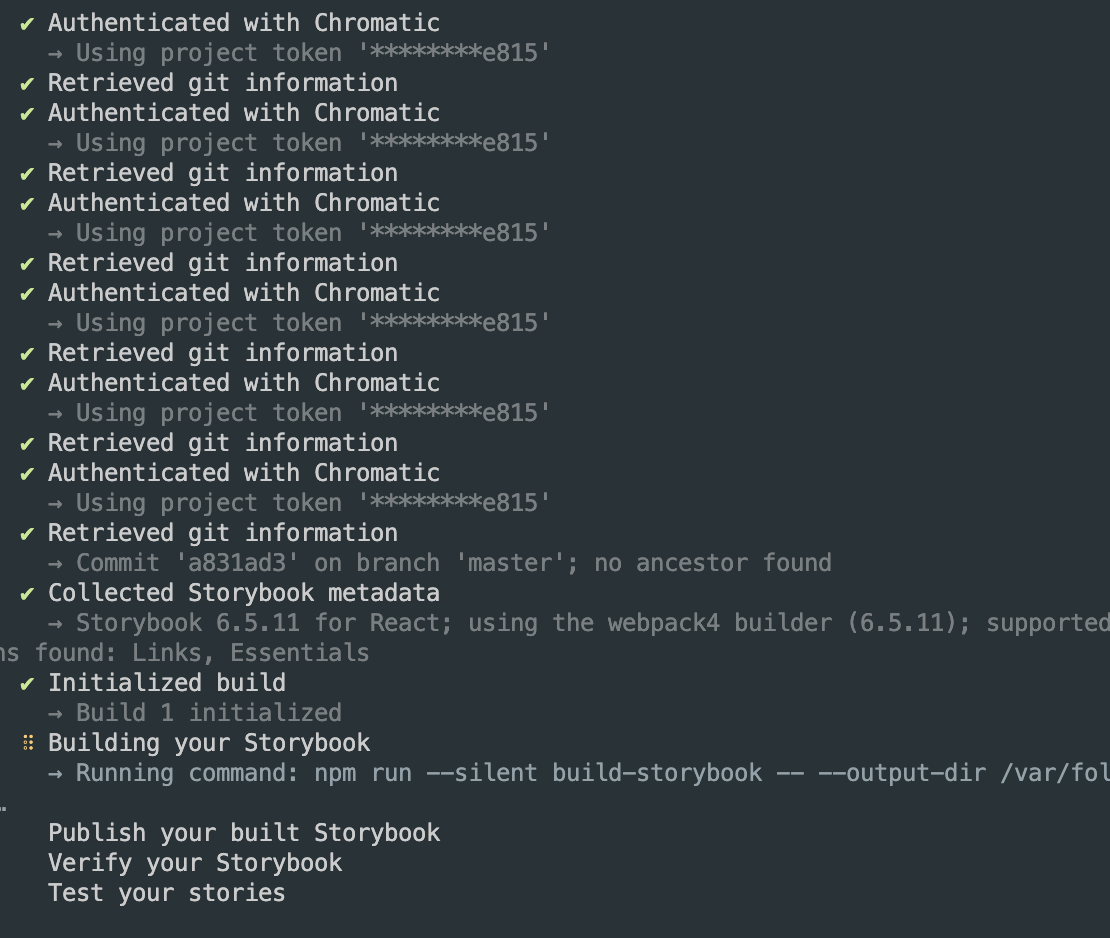 ✔ Authenticated with Chromatic
→ Using project token '********e815'
✔ Retrieved git information
✔ Authenticated with Chromatic
→ Using project token '********e815'
✔ Retrieved git information
✔ Authenticated with Chromatic
→ Using project token '********e815'
✔ Retrieved git information
✔ Authenticated with Chromatic
→ Using project token '********e815'
✔ Retrieved git information
✔ Authenticated with Chromatic
→ Using project token '********e815'
✔ Retrieved git information
✔ Authenticated with Chromatic
→ Using project token '********e815'
✔ Retrieved git information
→ Commit 'a831ad3' on branch 'master'; no ancestor found
✔ Collected Storybook metadata
→ Storybook 6.5.11 for React; using the webpack4 builder (6.5.11); supported
ns found: Links, Essentials
✔ Initialized build
→ Build 1 initialized
⠿ Building your Storybook
→ Running command: npm run --silent build-storybook -- --output-dir /var/fol
…
Publish your built Storybook
Verify your Storybook
Test your stories